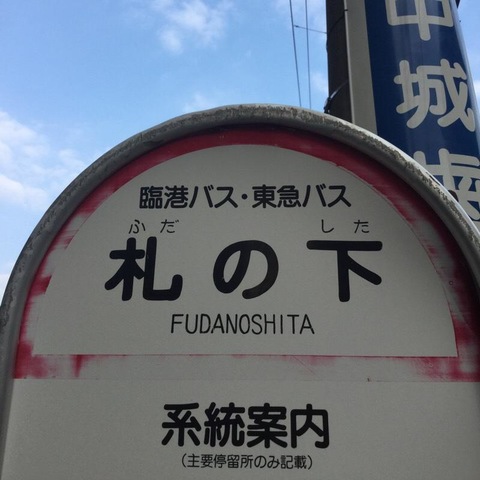 臨港バス・東急バス
ふだ した
札の下
FUDANOSHITA
系統案内
(主要停留所のみ記載)
中城歯